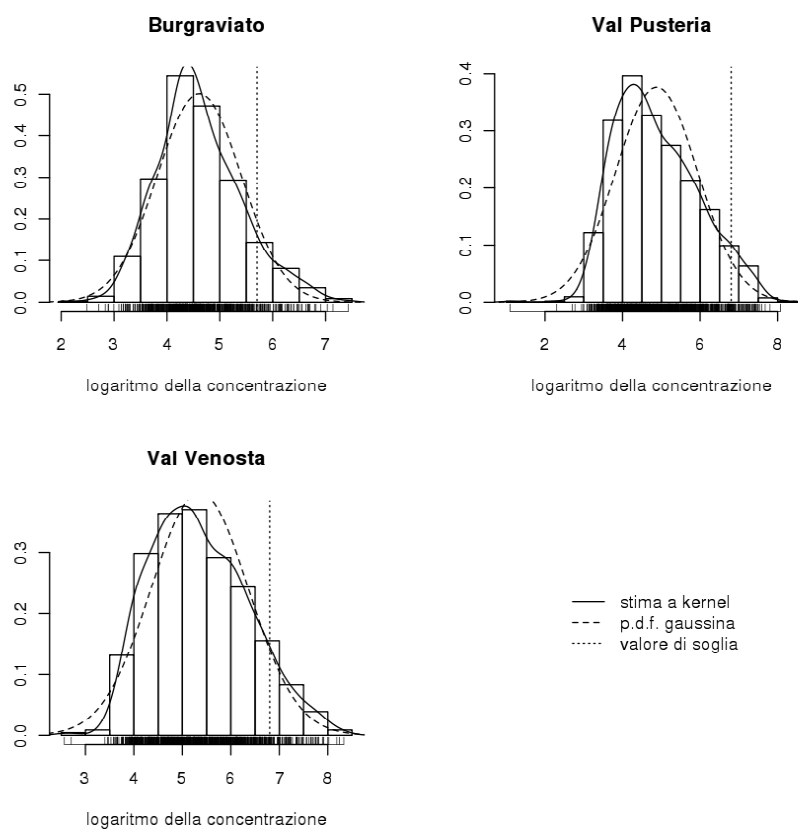 Burgraviato
0.5
0.4
0.3
0.2
0.1
0.0
2 3 4 5 6 7
logaritmo della concentrazione
Val Pusteria
0.4
0.3
0.2
0.1
0.0
2 4 6 8
logaritmo della concentrazione
Val Venosta
0.3
0.2
0.1
0.0
3 4 5 6 7 8
logaritmo della concentrazione
stima a kernel
p.d.f. gaussina
valore di soglia